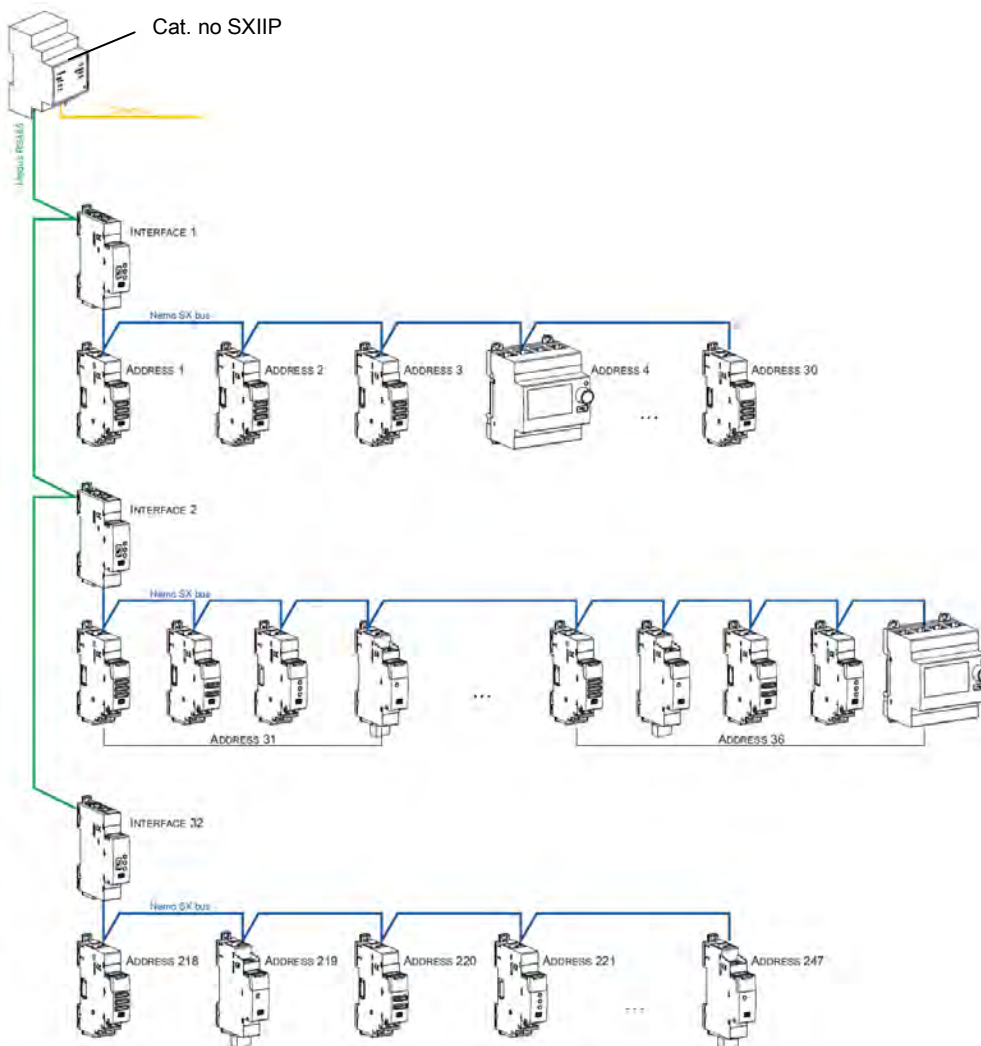 Cat. no SXIIP
INTERFACE 1
Nemo SX bus
ADDRESS 1
ADDRESS 2
ADDRESS 3
ADDRESS 4
ADDRESS 30
...
INTERFACE 2
Nemo SX bus
...
ADDRESS 31
ADDRESS 36
INTERFACE 32
Nemo SX bus
ADDRESS 218
ADDRESS 219
ADDRESS 220
ADDRESS 221
ADDRESS 247
...